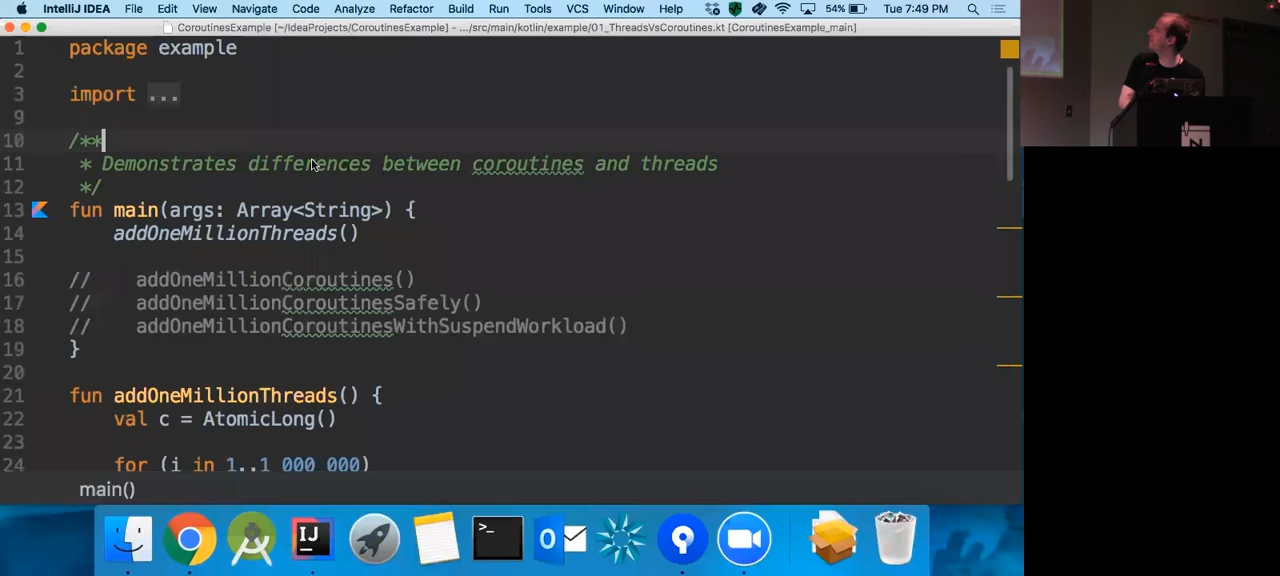 IntelliJ IDEA File Edit View Navigate Code Analyze Refactor Build Run Tools VCS Window Help 54% Tue 7:49 PM
CoroutinesExample [~/IdeaProjects/CoroutinesExample] - .../src/main/kotlin/example/01_ThreadsVsCoroutines.kt [CoroutinesExample_main]
1 package example
2
3 import ...
9
10 /**
11 * Demonstrates differences between coroutines and threads
12 */
13 fun main(args: Array<String>) {
14 addOneMillionThreads()
15
16 // addOneMillionCoroutines()
17 // addOneMillionCoroutinesSafely()
18 // addOneMillionCoroutinesWithSuspendWorkload()
19 }
20
21 fun addOneMillionThreads() {
22 val c = AtomicLong()
23
24 for (i in 1..1_000_000)
main()
IJ
>_
O